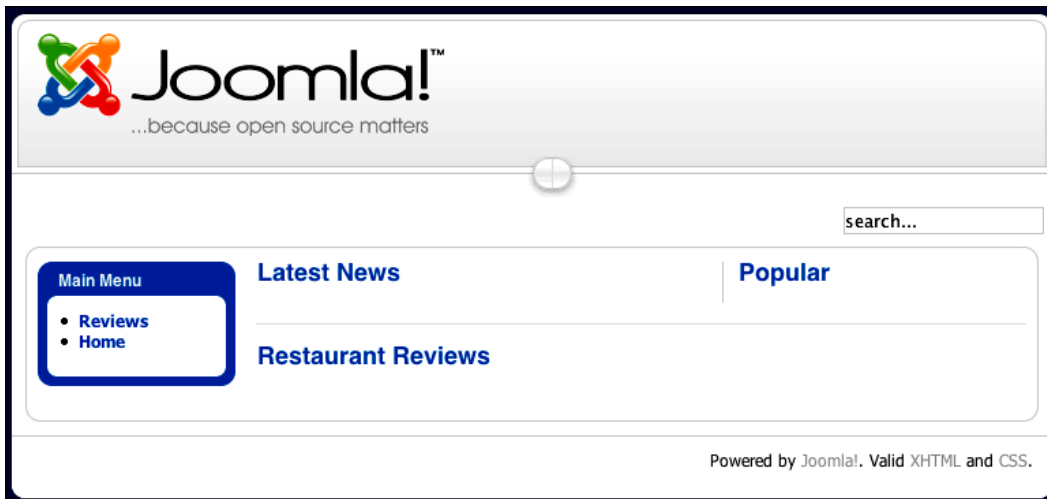 Joomla!™
...because open source matters
search...
Main Menu
Reviews
Home
Latest News
Popular
Restaurant Reviews
Powered by Joomla!. Valid XHTML and CSS.